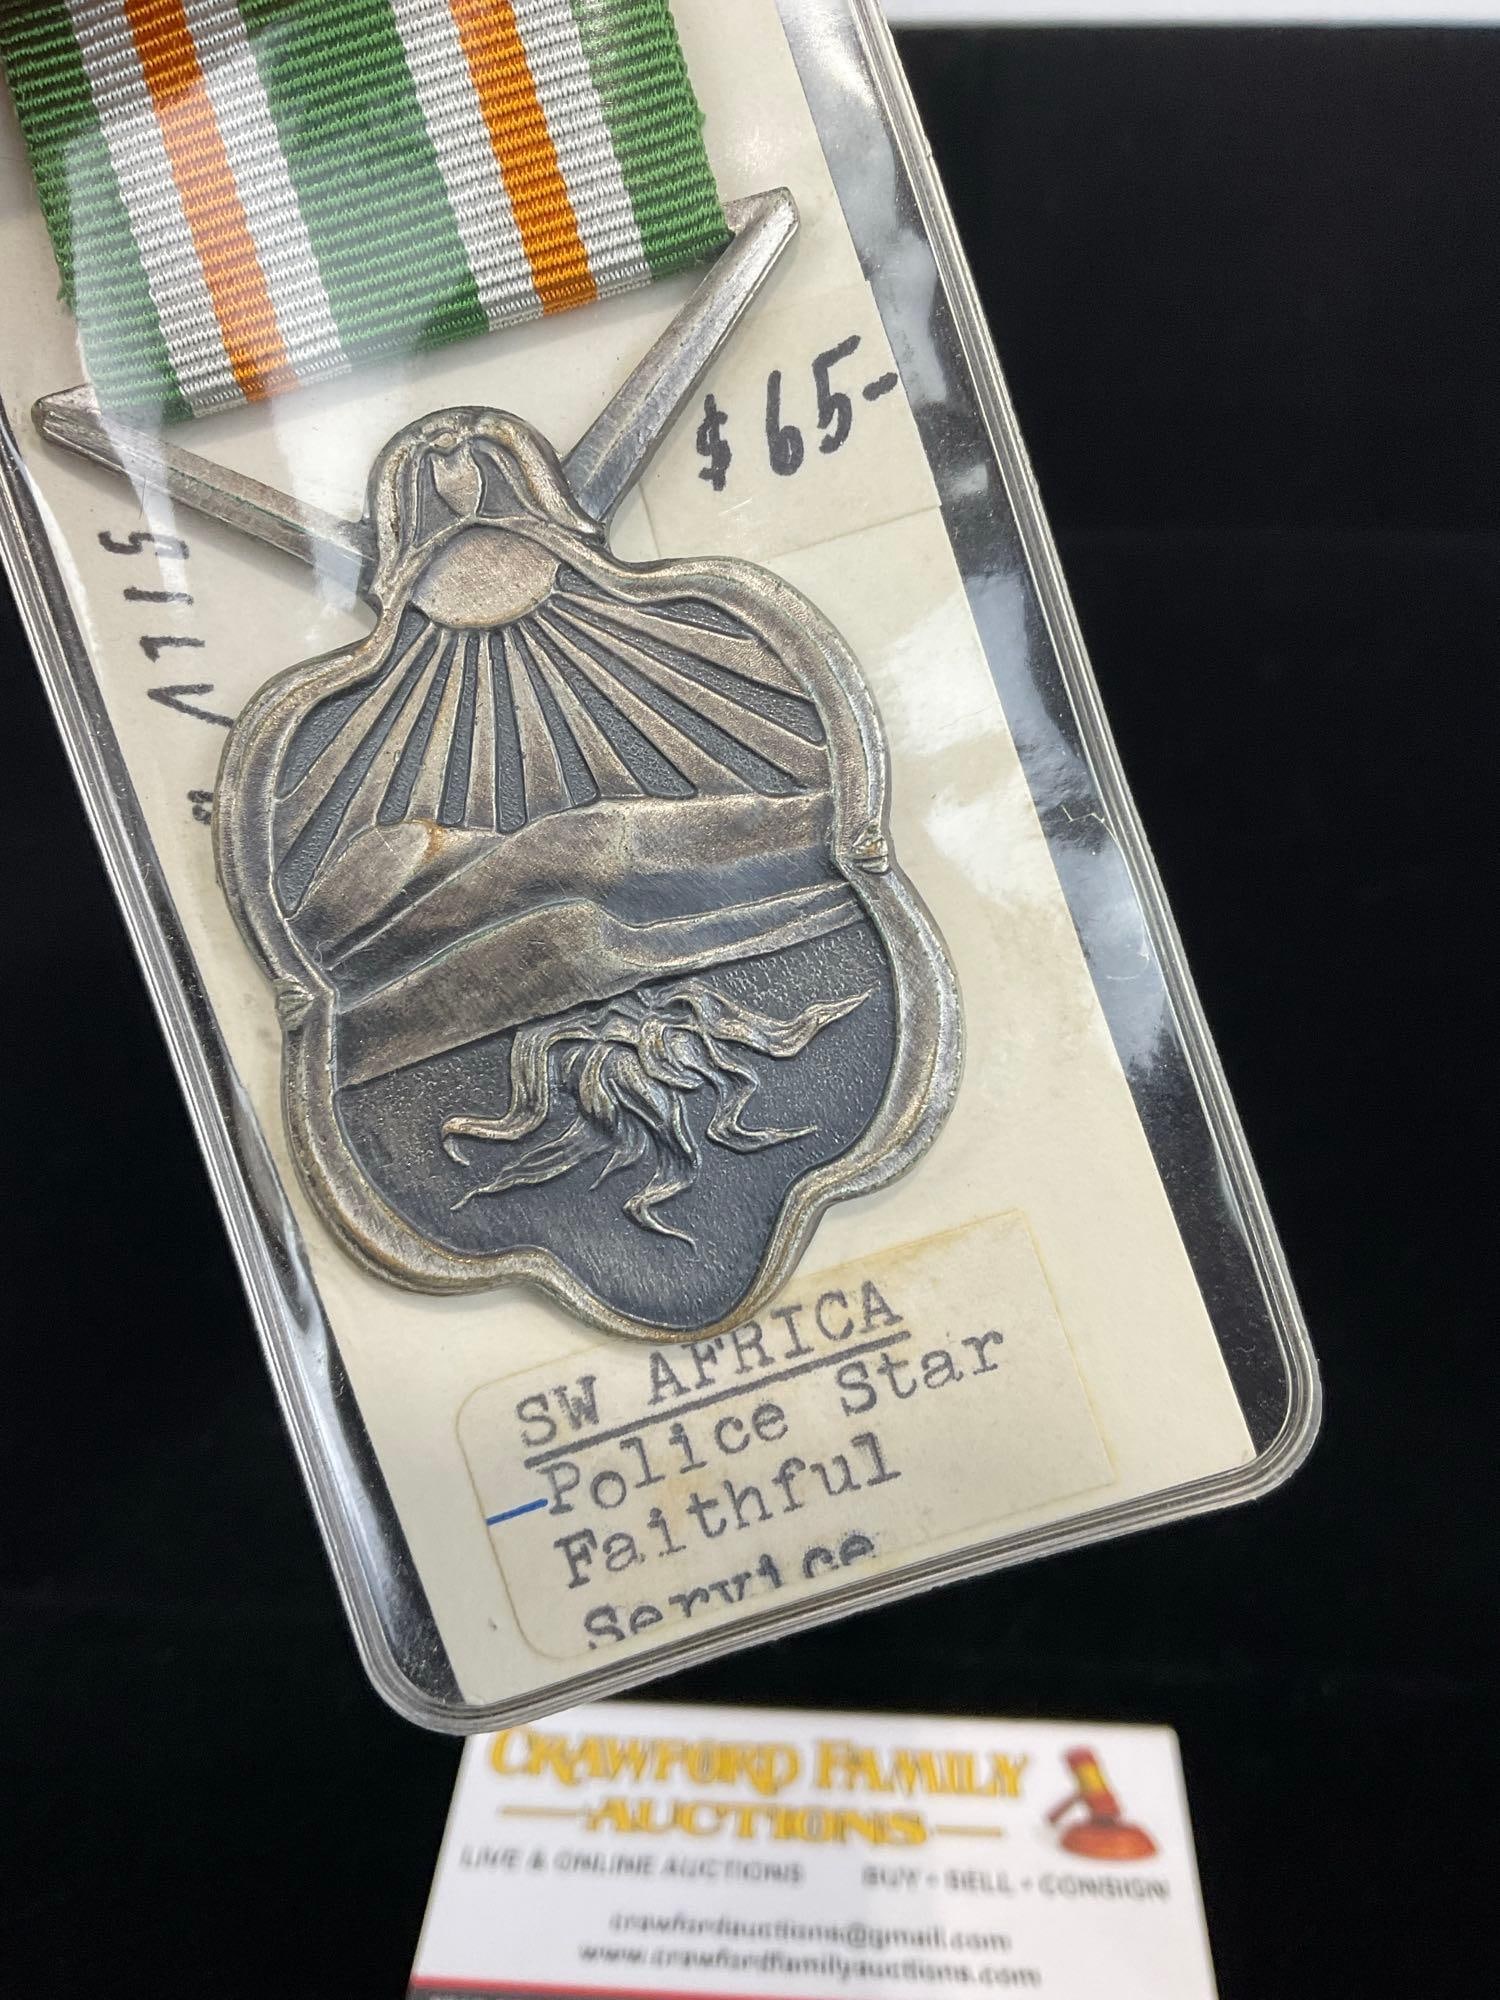 $65-
SW AFRICA
Police Star
Faithful
Service
CRAWFORD FAMILY
AUCTIONS
LIVE & ONLINE AUCTIONS BUY • SELL • CONSIGN
crawfordauctions@gmail.com
www.crawfordfamilyauctions.com